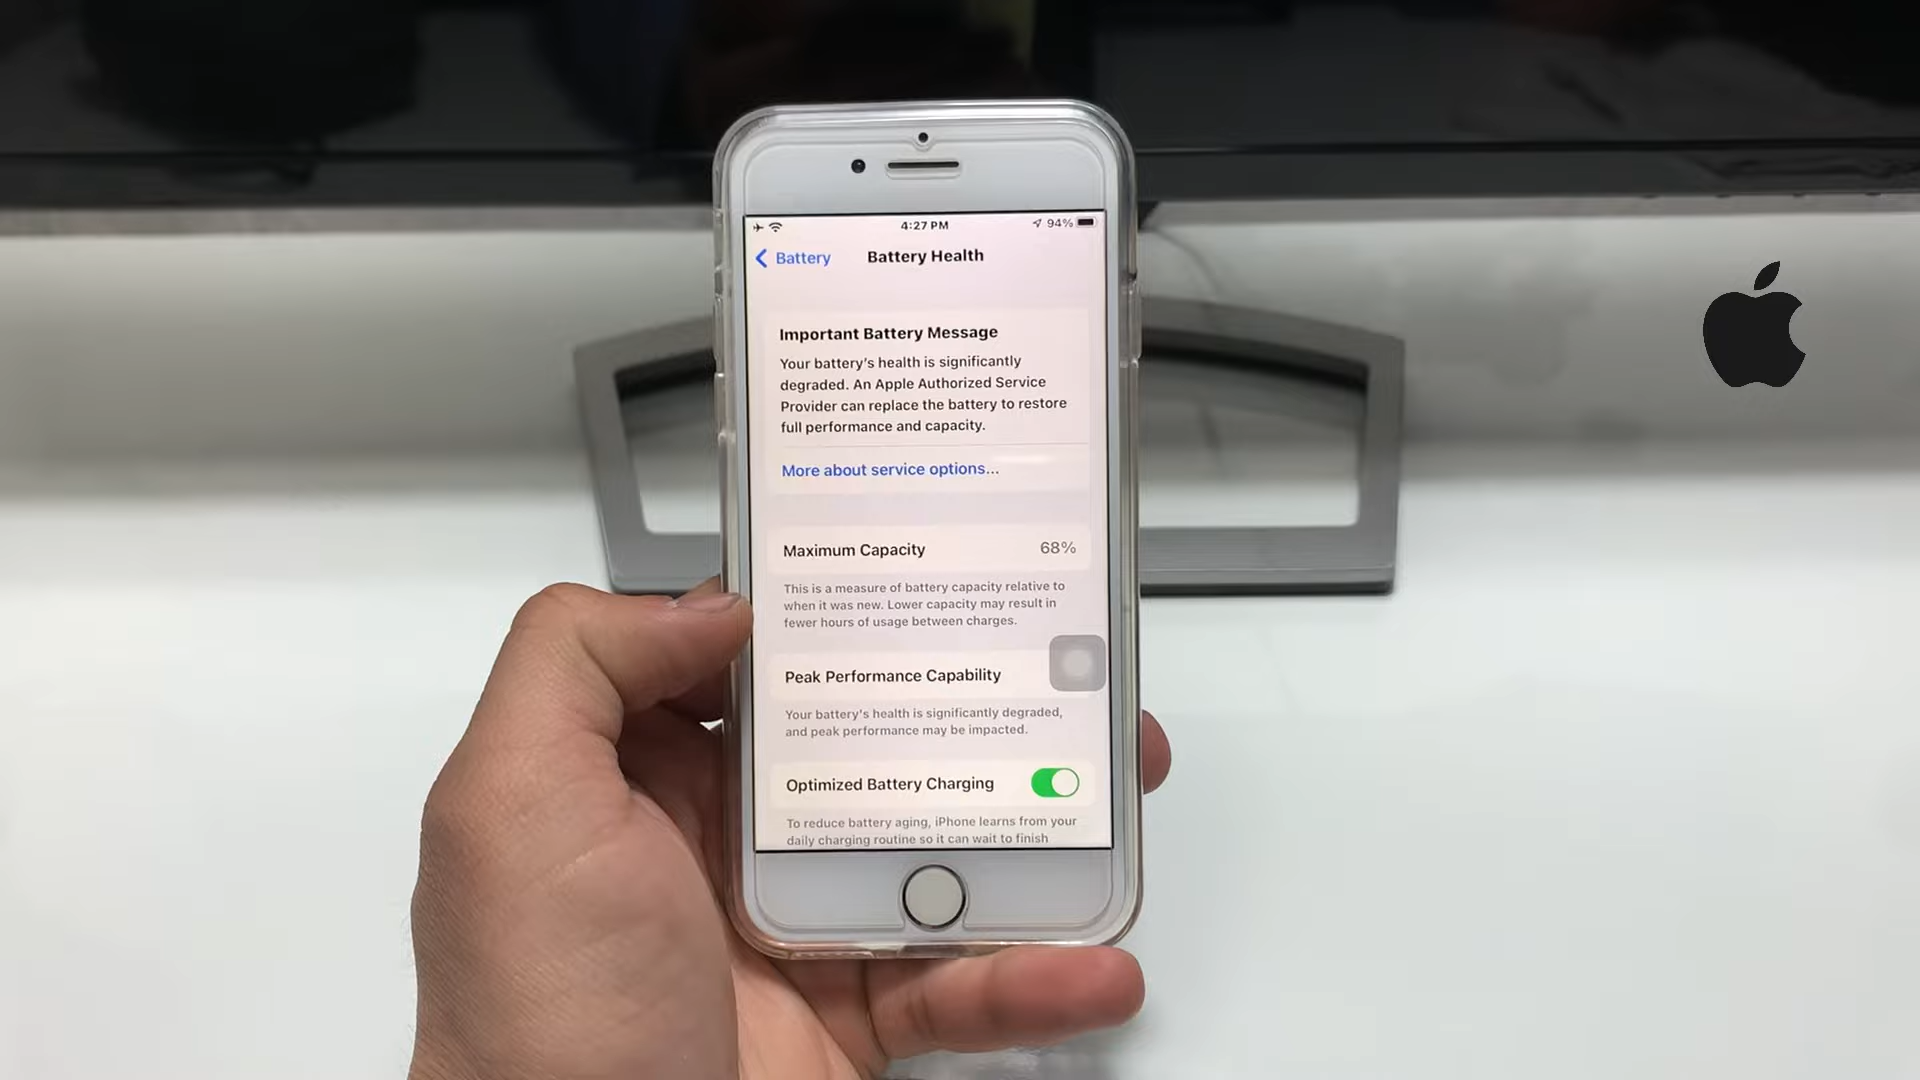 4:27 PM
94%
Battery
Battery Health
Important Battery Message
Your battery's health is significantly
degraded. An Apple Authorized Service
Provider can replace the battery to restore
full performance and capacity.
More about service options...
Maximum Capacity
68%
This is a measure of battery capacity relative to
when it was new. Lower capacity may result in
fewer hours of usage between charges.
Peak Performance Capability
Your battery's health is significantly degraded,
and peak performance may be impacted.
Optimized Battery Charging
To reduce battery aging, iPhone learns from your
daily charging routine so it can wait to finish